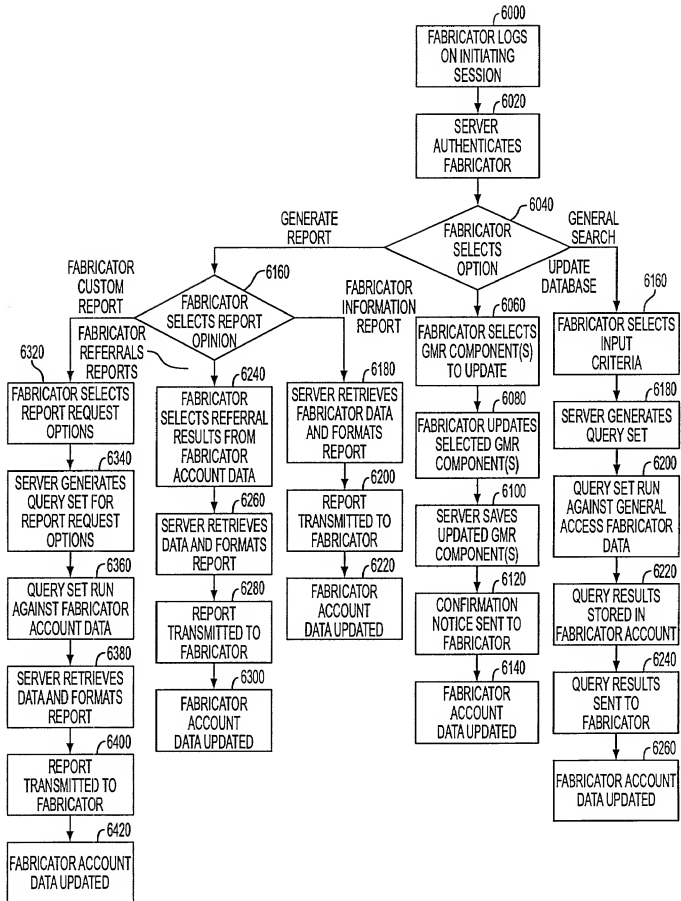 6000
FABRICATOR LOGS
ON INITIATING
SESSION
6020
SERVER
AUTHENTICATES
FABRICATOR
6040
FABRICATOR
SELECTS
OPTION
GENERATE
REPORT
GENERAL
SEARCH
UPDATE
DATABASE
6160
FABRICATOR
SELECTS REPORT
OPINION
FABRICATOR
CUSTOM
REPORT
FABRICATOR
REFERRALS
REPORTS
FABRICATOR
INFORMATION
REPORT
6320
FABRICATOR SELECTS
REPORT REQUEST
OPTIONS
6340
SERVER GENERATES
QUERY SET FOR
REPORT REQUEST
OPTIONS
6360
QUERY SET RUN
AGAINST FABRICATOR
ACCOUNT DATA
6380
SERVER RETRIEVES
DATA AND FORMATS
REPORT
6400
REPORT
TRANSMITTED TO
FABRICATOR
6420
FABRICATOR ACCOUNT
DATA UPDATED
6240
FABRICATOR
SELECTS REFERRAL
RESULTS FROM
FABRICATOR
ACCOUNT DATA
6260
SERVER RETRIEVES
DATA AND FORMATS
REPORT
6280
REPORT
TRANSMITTED TO
FABRICATOR
6300
FABRICATOR
ACCOUNT
DATA UPDATED
6180
SERVER RETRIEVES
FABRICATOR DATA
AND FORMATS
REPORT
6200
REPORT
TRANSMITTED TO
FABRICATOR
6220
FABRICATOR
ACCOUNT
DATA UPDATED
6060
FABRICATOR SELECTS
GMR COMPONENT(S)
TO UPDATE
6080
FABRICATOR UPDATES
SELECTED GMR
COMPONENT(S)
6100
SERVER SAVES
UPDATED GMR
COMPONENT(S)
6120
CONFIRMATION
NOTICE SENT TO
FABRICATOR
6140
FABRICATOR
ACCOUNT
DATA UPDATED
6160
FABRICATOR SELECTS
INPUT
CRITERIA
6180
SERVER GENERATES
QUERY SET
6200
QUERY SET RUN
AGAINST GENERAL
ACCESS FABRICATOR
DATA
6220
QUERY RESULTS
STORED IN
FABRICATOR ACCOUNT
6240
QUERY RESULTS
SENT TO
FABRICATOR
6260
FABRICATOR ACCOUNT
DATA UPDATED